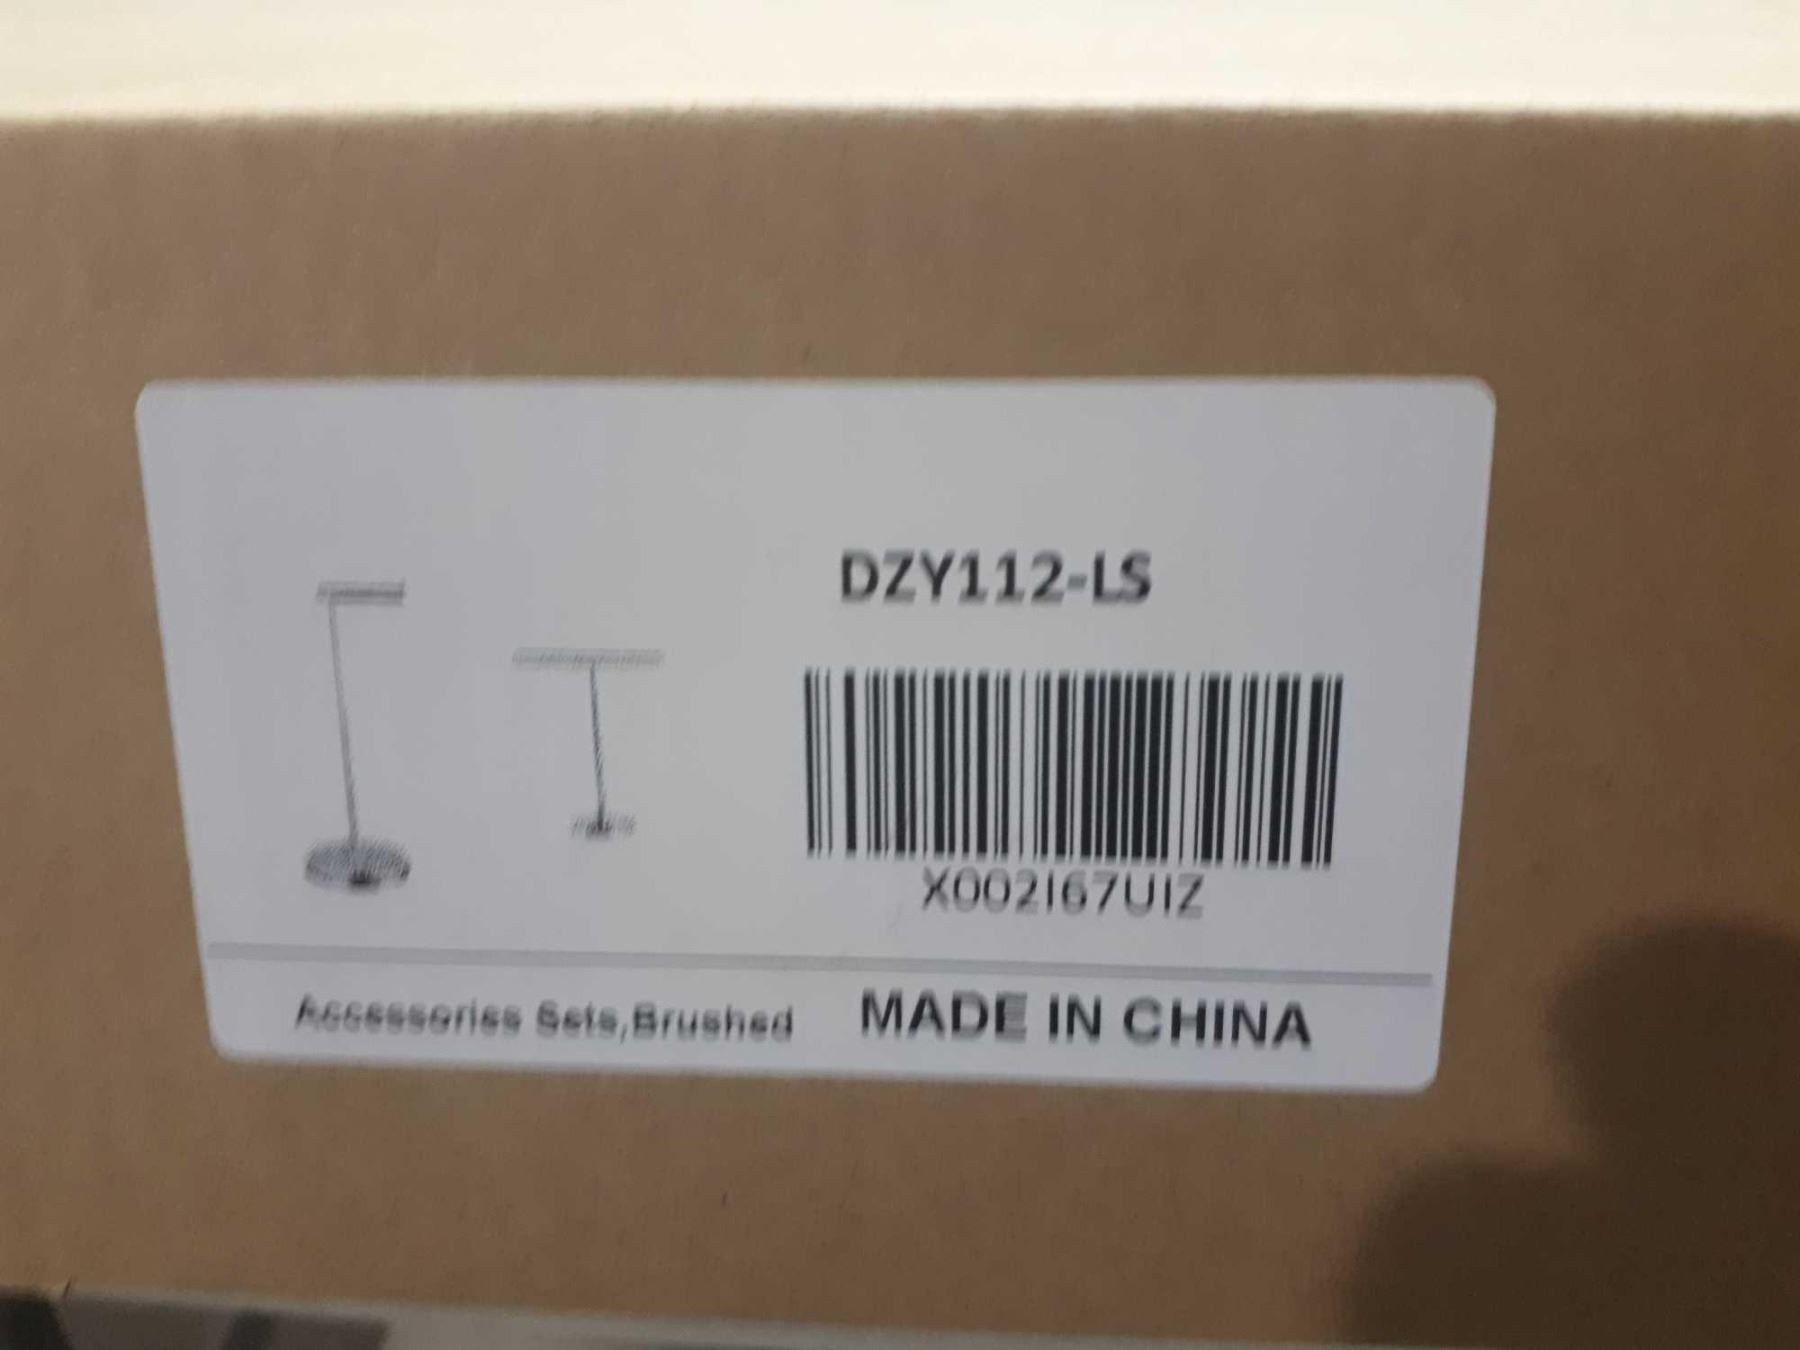 DZY112-LS
X002I67UIZ
Accessories Sets,Brushed
MADE IN CHINA